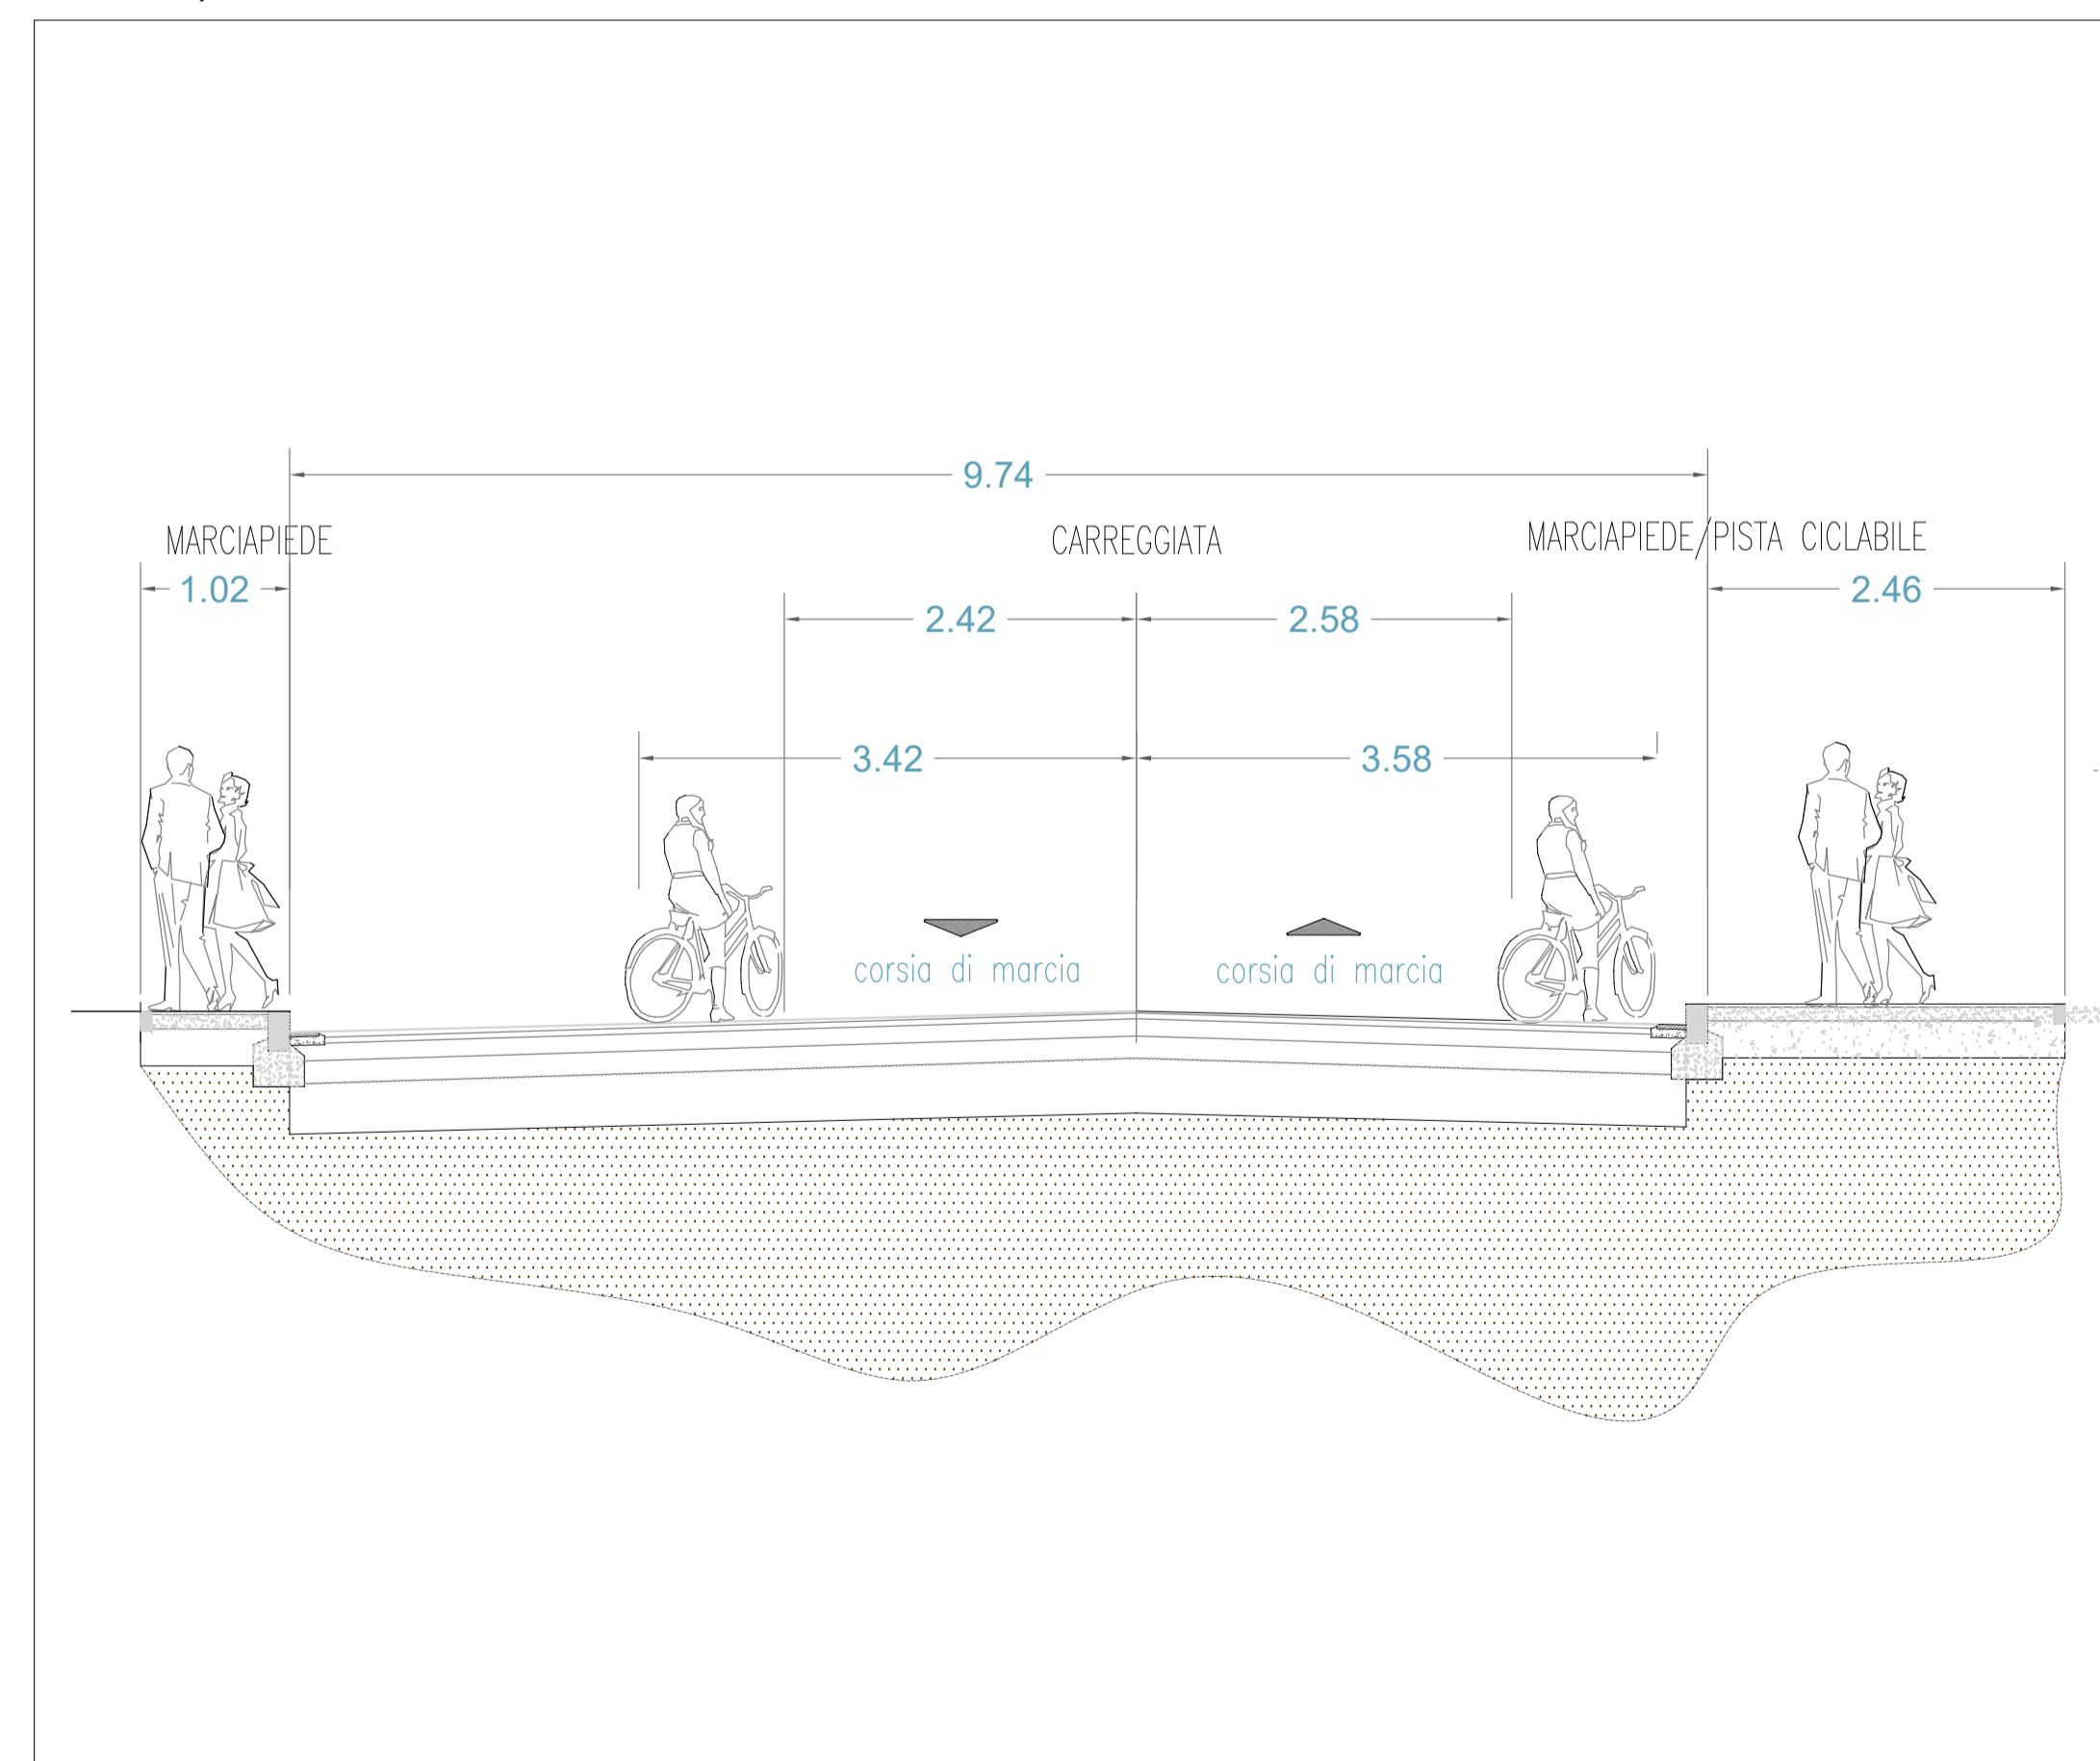 9.74
MARCIAPIEDE CARREGGIATA MARCIAPIEDE/PISTA CICLABILE
1.02 2.46
2.42 2.58
3.42 3.58
corsia di marcia corsia di marcia